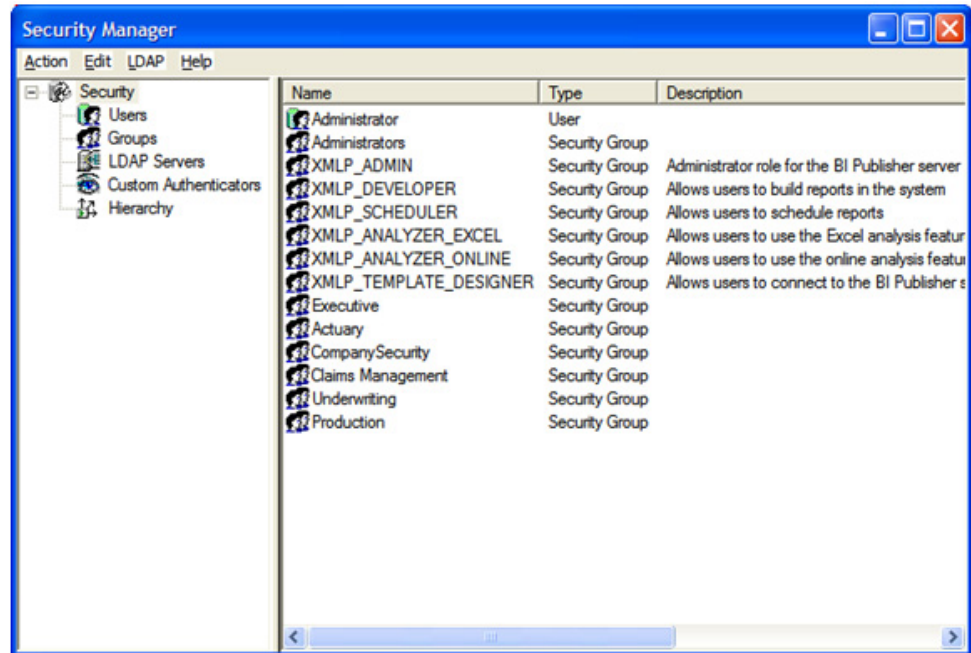 Security Manager
Action Edit LDAP Help
Security
Users
Groups
LDAP Servers
Custom Authenticators
Hierarchy
Name Type Description
Administrator User
Administrators Security Group
XMLP_ADMIN Security Group Administrator role for the BI Publisher server
XMLP_DEVELOPER Security Group Allows users to build reports in the system
XMLP_SCHEDULER Security Group Allows users to schedule reports
XMLP_ANALYZER_EXCEL Security Group Allows users to use the Excel analysis featur
XMLP_ANALYZER_ONLINE Security Group Allows users to use the online analysis featur
XMLP_TEMPLATE_DESIGNER Security Group Allows users to connect to the BI Publisher s
Executive Security Group
Actuary Security Group
CompanySecurity Security Group
Claims Management Security Group
Underwriting Security Group
Production Security Group